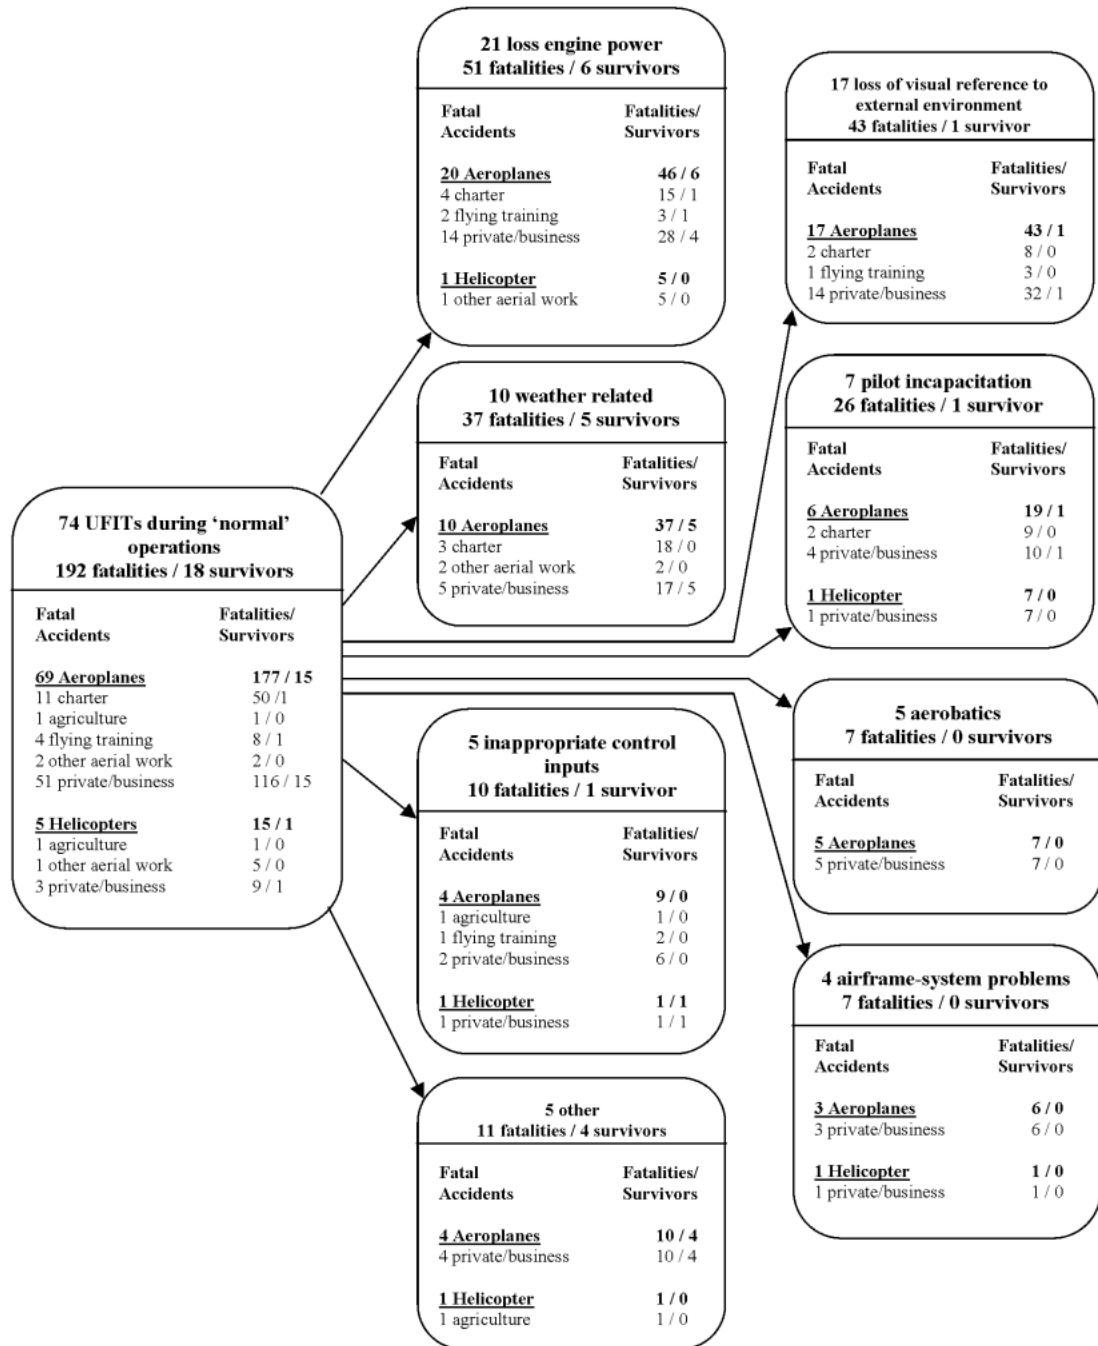 21 loss engine power
51 fatalities / 6 survivors
Fatal Fatalities/
Accidents Survivors
20 Aeroplanes 46 / 6
4 charter 15 / 1
2 flying training 3 / 1
14 private/business 28 / 4
1 Helicopter 5 / 0
1 other aerial work 5 / 0
17 loss of visual reference to
external environment
43 fatalities / 1 survivor
Fatal Fatalities/
Accidents Survivors
17 Aeroplanes 43 / 1
2 charter 8 / 0
1 flying training 3 / 0
14 private/business 32 / 1
10 weather related
37 fatalities / 5 survivors
Fatal Fatalities/
Accidents Survivors
10 Aeroplanes 37 / 5
3 charter 18 / 0
2 other aerial work 2 / 0
5 private/business 17 / 5
7 pilot incapacitation
26 fatalities / 1 survivor
Fatal Fatalities/
Accidents Survivors
6 Aeroplanes 19 / 1
2 charter 9 / 0
4 private/business 10 / 1
1 Helicopter 7 / 0
1 private/business 7 / 0
74 UFITs during ‘normal’
operations
192 fatalities / 18 survivors
Fatal Fatalities/
Accidents Survivors
69 Aeroplanes 177 / 15
11 charter 50 /1
1 agriculture 1 / 0
4 flying training 8 / 1
2 other aerial work 2 / 0
51 private/business 116 / 15
5 Helicopters 15 / 1
1 agriculture 1 / 0
1 other aerial work 5 / 0
3 private/business 9 / 1
5 aerobatics
7 fatalities / 0 survivors
Fatal Fatalities/
Accidents Survivors
5 Aeroplanes 7 / 0
5 private/business 7 / 0
5 inappropriate control
inputs
10 fatalities / 1 survivor
Fatal Fatalities/
Accidents Survivors
4 Aeroplanes 9 / 0
1 agriculture 1 / 0
1 flying training 2 / 0
2 private/business 6 / 0
1 Helicopter 1 / 1
1 private/business 1 / 1
4 airframe-system problems
7 fatalities / 0 survivors
Fatal Fatalities/
Accidents Survivors
3 Aeroplanes 6 / 0
3 private/business 6 / 0
1 Helicopter 1 / 0
1 private/business 1 / 0
5 other
11 fatalities / 4 survivors
Fatal Fatalities/
Accidents Survivors
4 Aeroplanes 10 / 4
4 private/business 10 / 4
1 Helicopter 1 / 0
1 agriculture 1 / 0